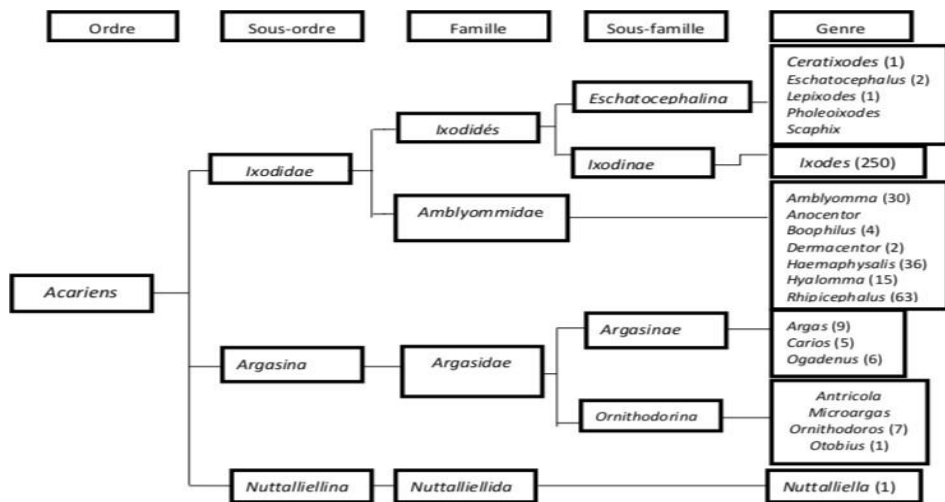 Ordre
Sous-ordre
Famille
Sous-famille
Genre
Acariens
Ixodidae
Ixodidés
Eschatocephalina
Ceratixodes (1)
Eschatocephalus (2)
Lepixodes (1)
Pholeoixodes
Scaphix
Ixodinae
Ixodes (250)
Amblyommidae
Amblyomma (30)
Anocentor
Boophilus (4)
Dermacentor (2)
Haemaphysalis (36)
Hyalomma (15)
Rhipicephalus (63)
Argasina
Argasidae
Argasinae
Argas (9)
Carios (5)
Ogadenus (6)
Ornithodorina
Antricola
Microargas
Ornithodoros (7)
Otobius (1)
Nuttalliellina
Nuttalliellida
Nuttalliella (1)